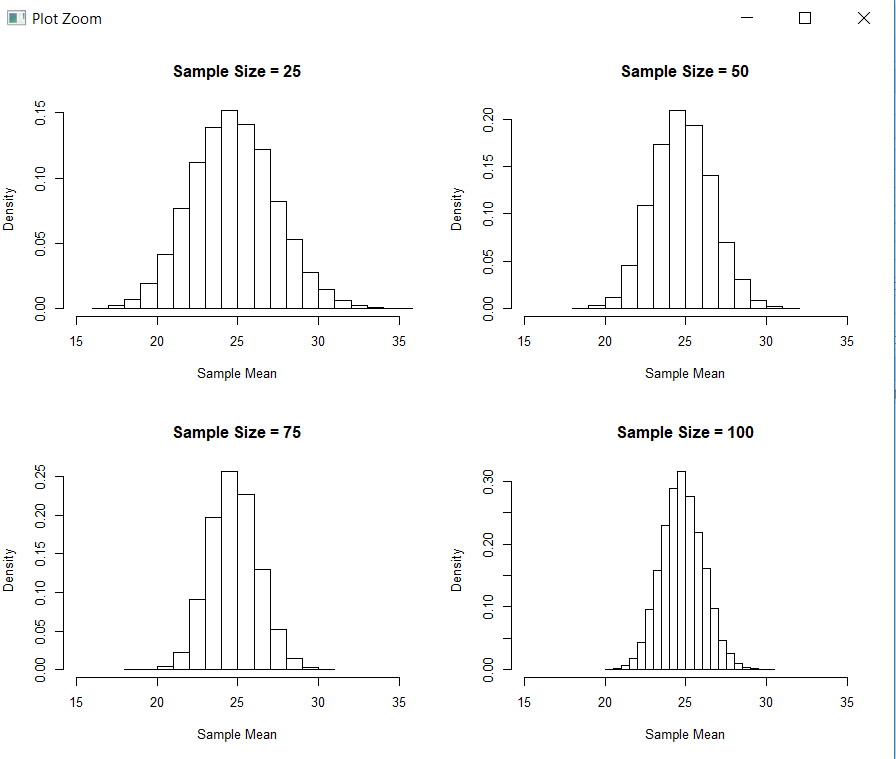 Plot Zoom
Sample Size = 25
Density
0.00 0.05 0.10 0.15
15 20 25 30 35
Sample Mean
Sample Size = 50
Density
0.00 0.05 0.10 0.15 0.20
15 20 25 30 35
Sample Mean
Sample Size = 75
Density
0.00 0.05 0.10 0.15 0.20 0.25
15 20 25 30 35
Sample Mean
Sample Size = 100
Density
0.00 0.10 0.20 0.30
15 20 25 30 35
Sample Mean